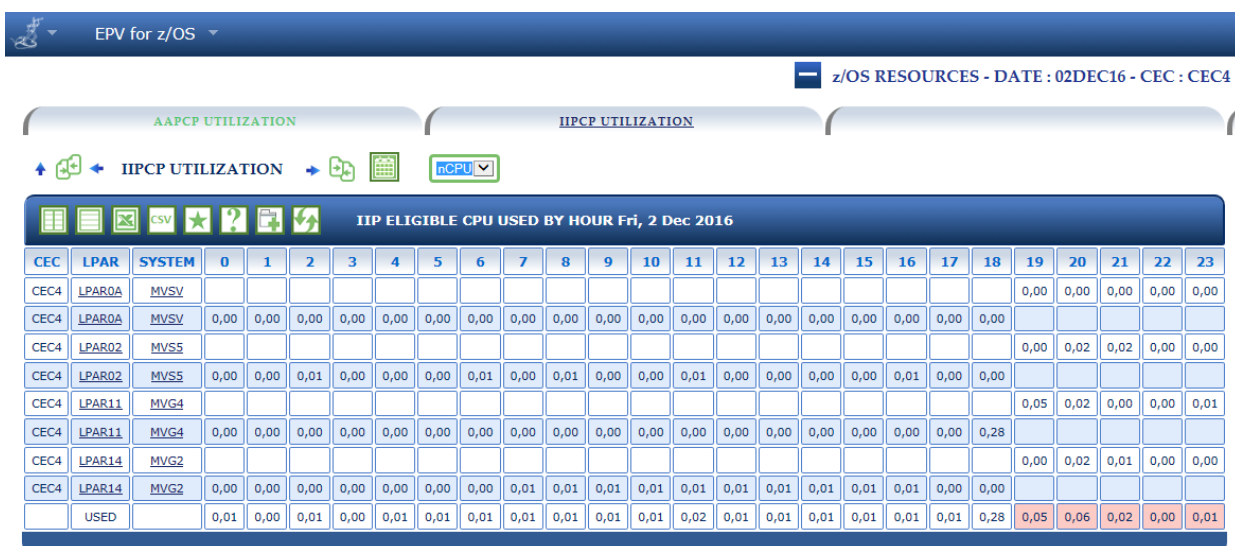 EPV for z/OS
z/OS RESOURCES - DATE : 02DEC16 - CEC : CEC4
AAPCP UTILIZATION IIPCP UTILIZATION
IIPCP UTILIZATION nCPU
CSV ? IIP ELIGIBLE CPU USED BY HOUR Fri, 2 Dec 2016
CEC LPAR SYSTEM 0 1 2 3 4 5 6 7 8 9 10 11 12 13 14 15 16 17 18 19 20 21 22 23
CEC4 LPAR0A MVSV 0,00 0,00 0,00 0,00 0,00
CEC4 LPAR0A MVSV 0,00 0,00 0,00 0,00 0,00 0,00 0,00 0,00 0,00 0,00 0,00 0,00 0,00 0,00 0,00 0,00 0,00 0,00 0,00
CEC4 LPAR02 MVS5 0,00 0,02 0,02 0,00 0,00
CEC4 LPAR02 MVS5 0,00 0,00 0,01 0,00 0,00 0,00 0,01 0,00 0,01 0,00 0,00 0,01 0,00 0,00 0,00 0,00 0,01 0,00 0,00
CEC4 LPAR11 MVG4 0,05 0,02 0,00 0,00 0,01
CEC4 LPAR11 MVG4 0,00 0,00 0,00 0,00 0,00 0,00 0,00 0,00 0,00 0,00 0,00 0,00 0,00 0,00 0,00 0,00 0,00 0,00 0,28
CEC4 LPAR14 MVG2 0,00 0,02 0,01 0,00 0,00
CEC4 LPAR14 MVG2 0,00 0,00 0,00 0,00 0,00 0,00 0,00 0,01 0,01 0,01 0,01 0,01 0,01 0,01 0,01 0,01 0,01 0,00 0,00
USED 0,01 0,00 0,01 0,00 0,01 0,01 0,01 0,01 0,01 0,01 0,01 0,02 0,01 0,01 0,01 0,01 0,01 0,01 0,28 0,05 0,06 0,02 0,00 0,01